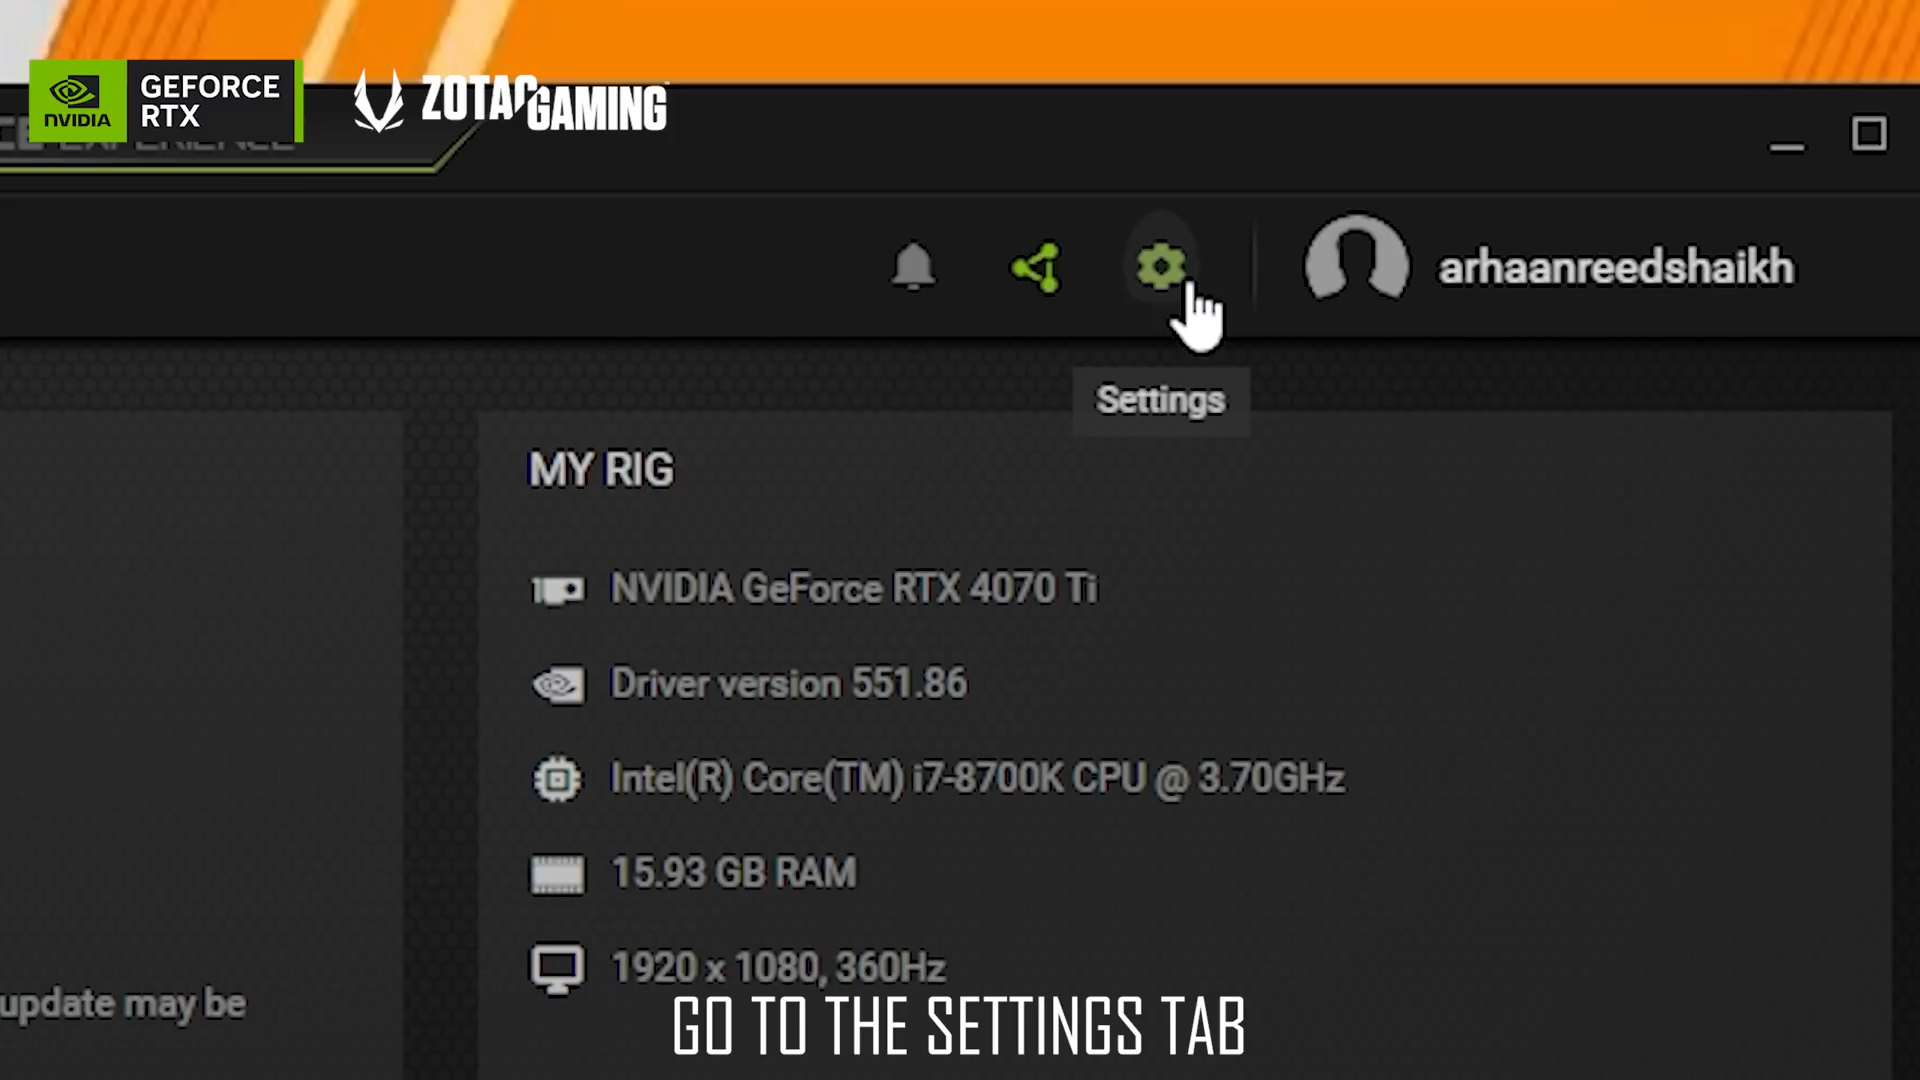 NVIDIA
GEFORCE
RTX
ZOTAC GAMING
EXPERIENCE
arhaanreedshaikh
Settings
MY RIG
NVIDIA GeForce RTX 4070 Ti
Driver version 551.86
Intel(R) Core(TM) i7-8700K CPU @ 3.70GHz
15.93 GB RAM
1920 x 1080, 360Hz
update may be
GO TO THE SETTINGS TAB